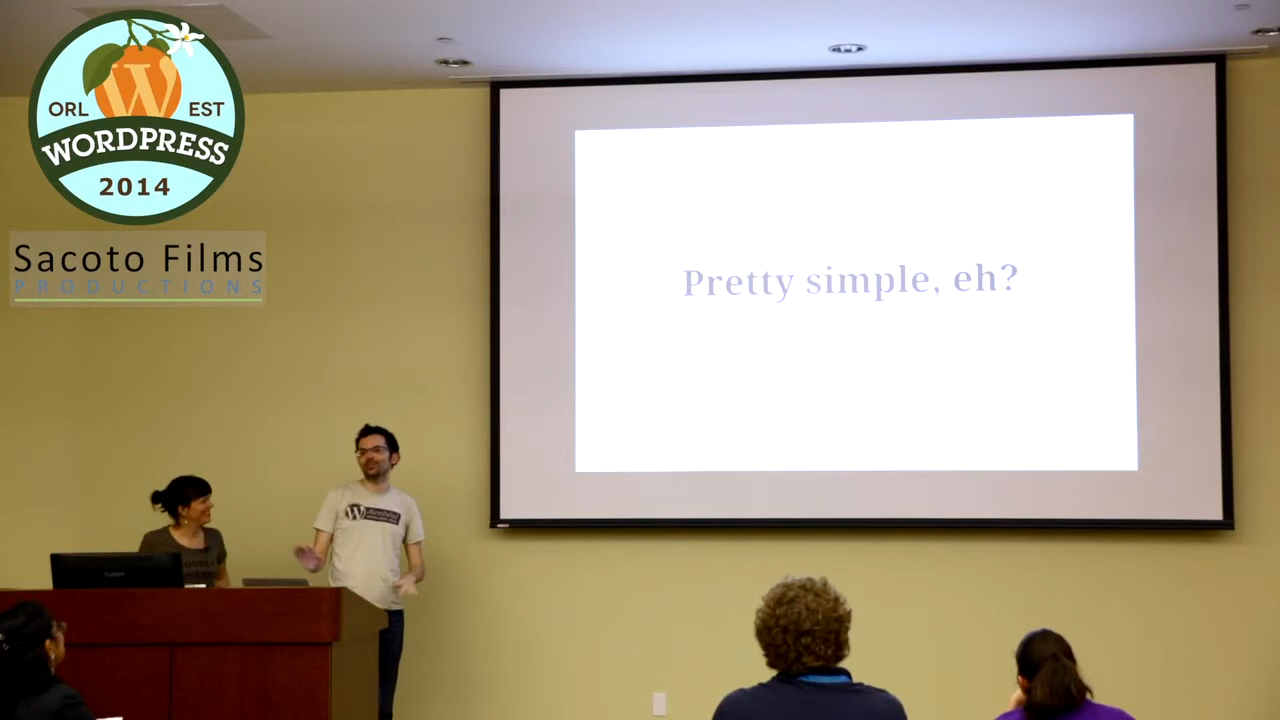 ORL EST
WORDPRESS
2014
Sacoto Films
PRODUCTIONS
Pretty simple, eh?
W